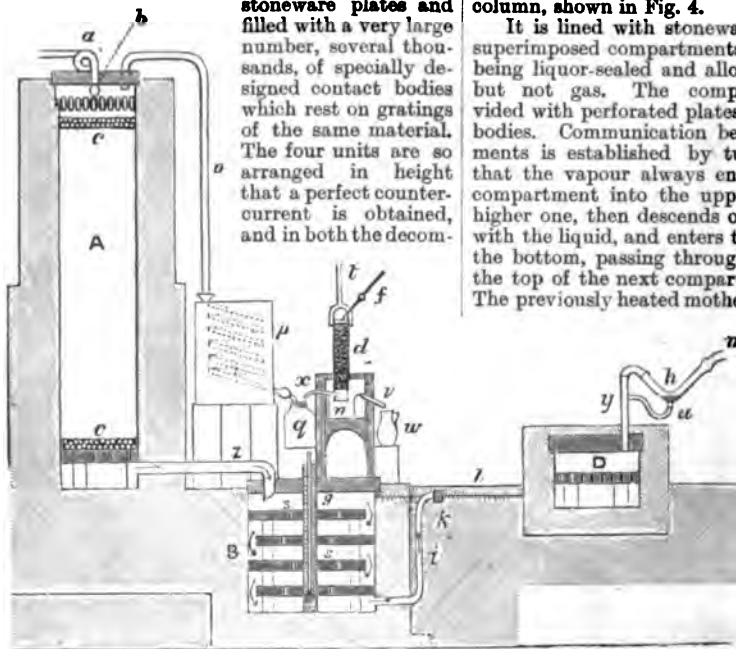 stoneware plates and
filled with a very large
number, several thou-
sands, of specially de-
signed contact bodies
which rest on gratings
of the same material.
The four units are so
arranged in height
that a perfect counter-
current is obtained,
and in both the decom-
column, shown in Fig. 4.
It is lined with stonewa
superimposed compartments
being liquor-sealed and allo
but not gas. The comp
vided with perforated plates
bodies. Communication be
ments is established by tu
that the vapour always en
compartment into the upp
higher one, then descends o
with the liquid, and enters t
the bottom, passing throug
the top of the next compar
The previously heated mothe
a
b
c
o
A
t
f
d
p
x
v
n
w
q
c
z
s
g
B
s
l
k
i
n
h
y
u
D